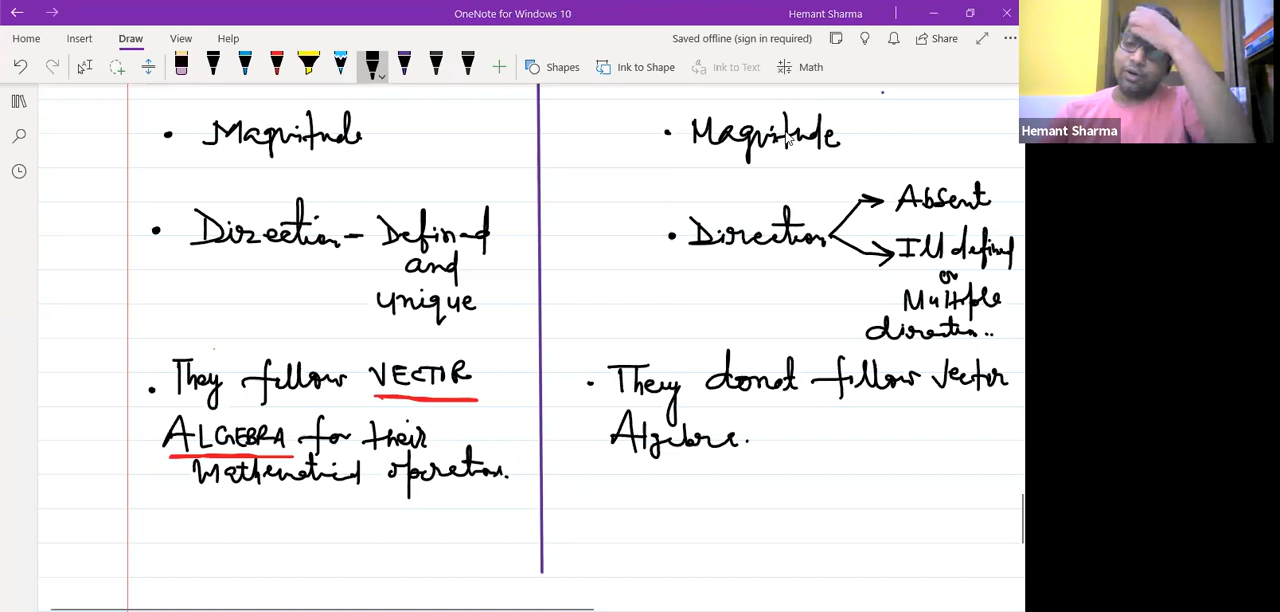 OneNote for Windows 10
Hemant Sharma
Home Insert Draw View Help
Saved offline (sign in required)
Share
Shapes
Ink to Shape
Ink to Text
Math
Hemant Sharma
• Magnitude
• Direction - Defined
and
unique
• They follow VECTOR
ALGEBRA for their
Mathematical operation.
• Magnitude
• Direction
Absent
Ill defined
or
Multiple
direction..
• They donot follow Vector
Algebra.